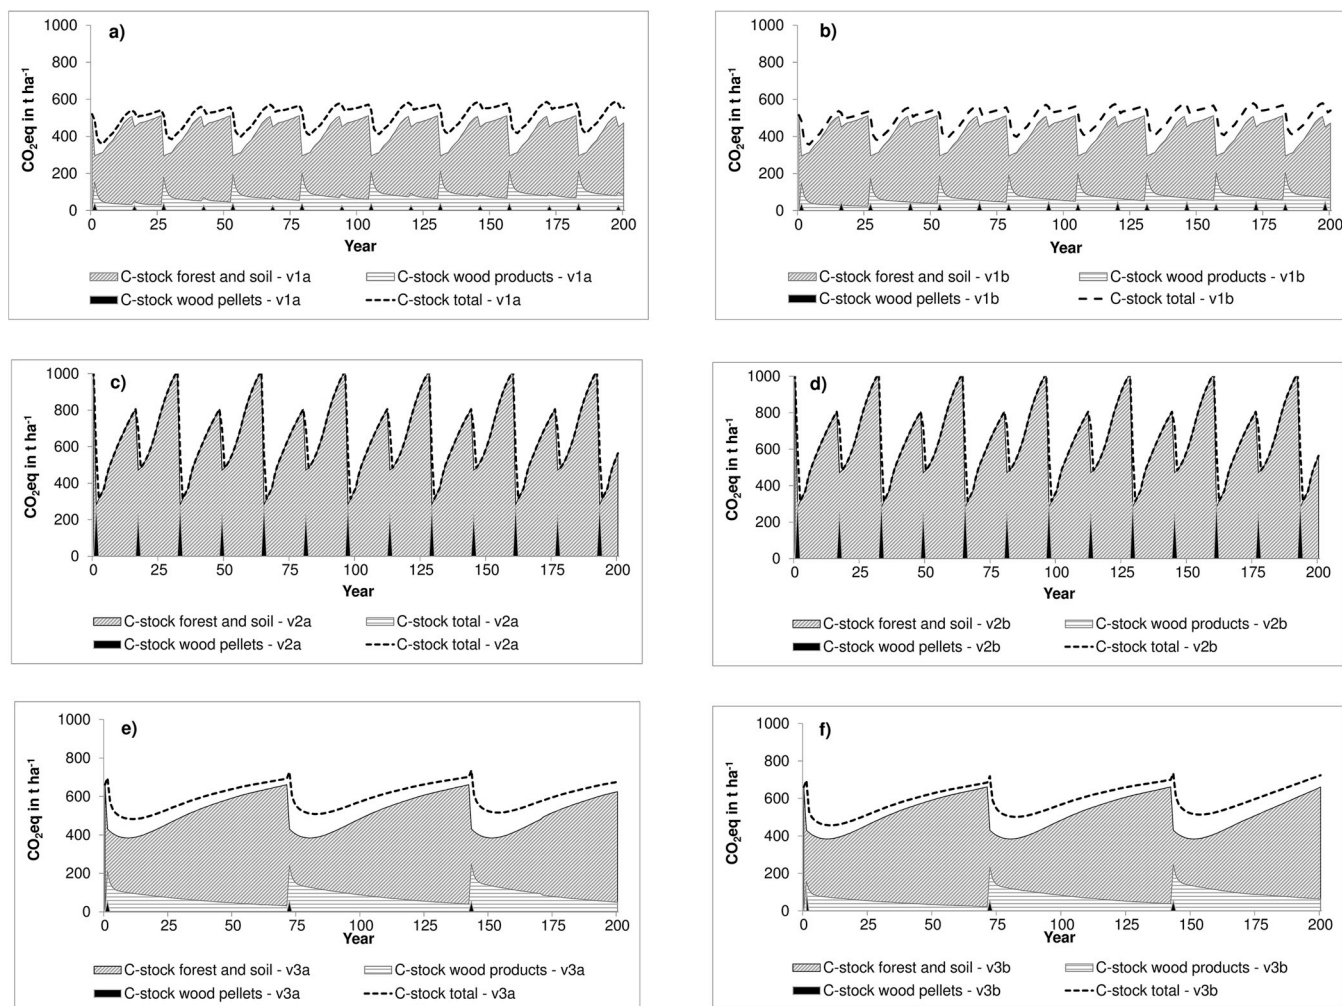 a)
CO₂eq in t ha⁻¹
1000
800
600
400
200
0
0 25 50 75 100 125 150 175 200
Year
C-stock forest and soil - v1a C-stock wood products - v1a
C-stock wood pellets - v1a C-stock total - v1a
b)
CO₂eq in t ha⁻¹
1000
800
600
400
200
0
0 25 50 75 100 125 150 175 200
Year
C-stock forest and soil - v1b C-stock wood products - v1b
C-stock wood pellets - v1b C-stock total - v1b
c)
CO₂eq in t ha⁻¹
1000
800
600
400
200
0
0 25 50 75 100 125 150 175 200
Year
C-stock forest and soil - v2a C-stock total - v2a
C-stock wood pellets - v2a C-stock total - v2a
d)
CO₂eq in t ha⁻¹
1000
800
600
400
200
0
0 25 50 75 100 125 150 175 200
Year
C-stock forest and soil - v2b C-stock wood products - v2b
C-stock wood pellets - v2b C-stock total - v2b
e)
CO₂eq in t ha⁻¹
1000
800
600
400
200
0
0 25 50 75 100 125 150 175 200
Year
C-stock forest and soil - v3a C-stock wood products - v3a
C-stock wood pellets - v3a C-stock total - v3a
f)
CO₂eq in t ha⁻¹
1000
800
600
400
200
0
0 25 50 75 100 125 150 175 200
Year
C-stock forest and soil - v3b C-stock wood products - v3b
C-stock wood pellets - v3b C-stock total - v3b